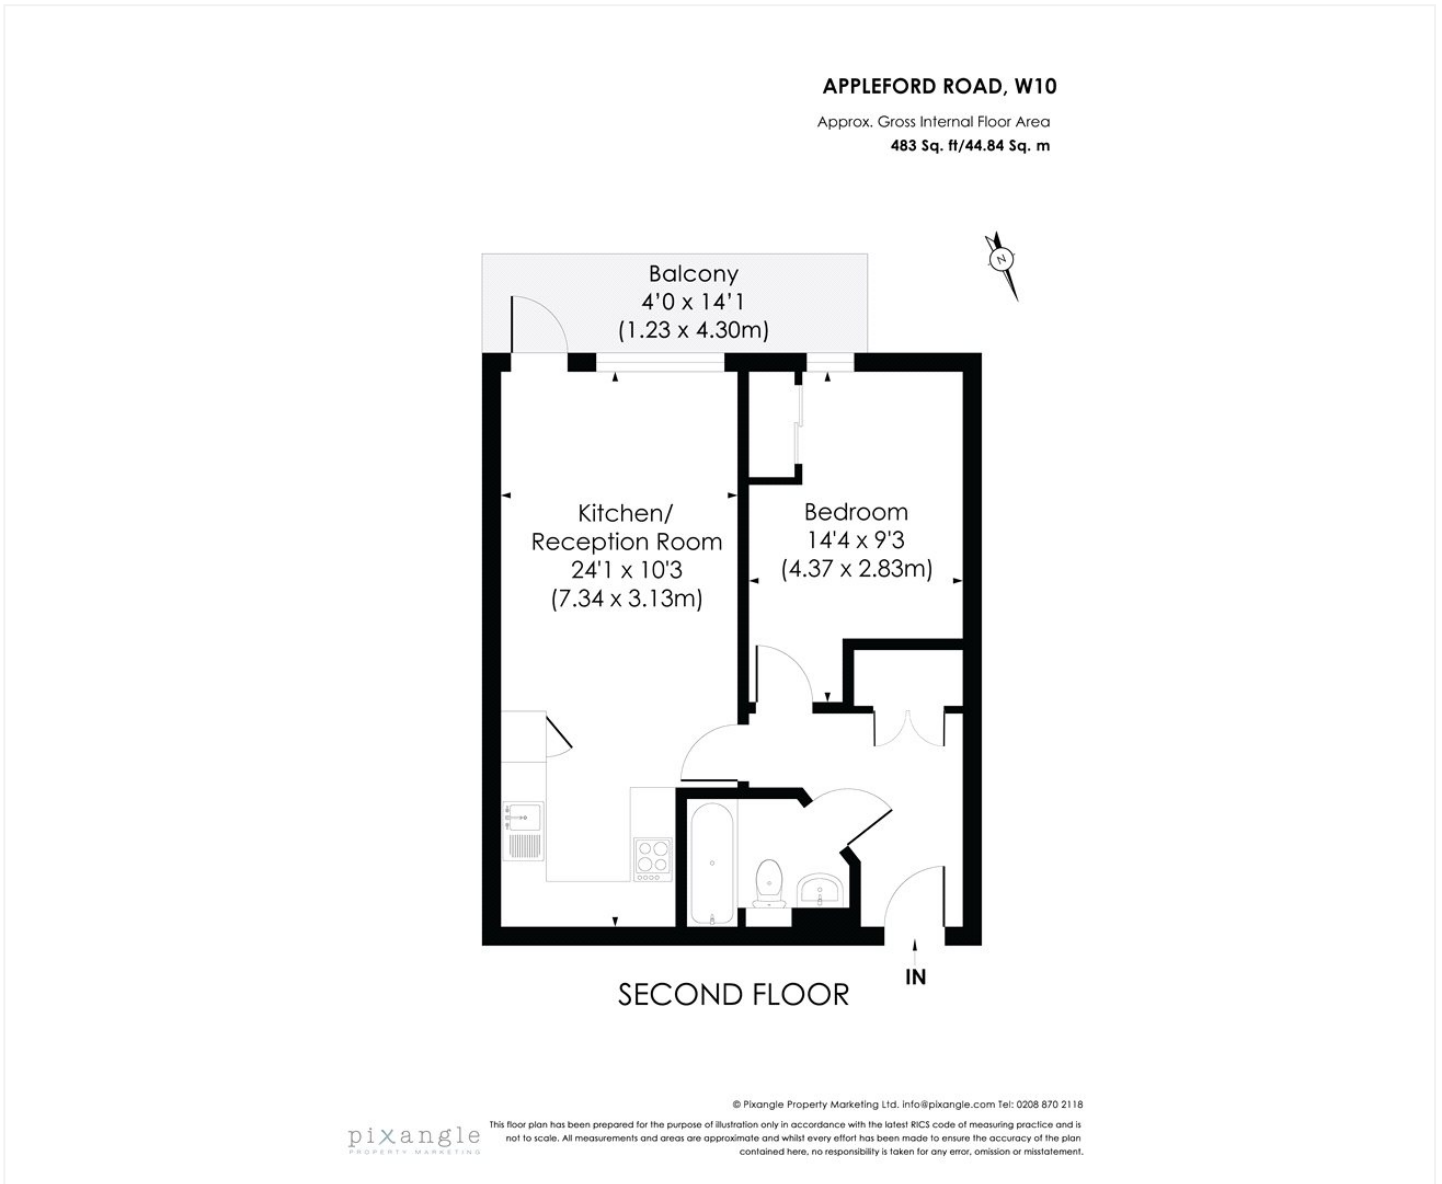 APPLEFORD ROAD, W10
Approx. Gross Internal Floor Area
483 Sq. ft/44.84 Sq. m
N
Balcony
4'0 x 14'1
(1.23 x 4.30m)
Kitchen/
Reception Room
24'1 x 10'3
(7.34 x 3.13m)
Bedroom
14'4 x 9'3
(4.37 x 2.83m)
IN
SECOND FLOOR
© Pixangle Property Marketing Ltd. info@pixangle.com Tel: 0208 870 2118
pixangle
PROPERTY MARKETING
This floor plan has been prepared for the purpose of illustration only in accordance with the latest RICS code of measuring practice and is
not to scale. All measurements and areas are approximate and whilst every effort has been made to ensure the accuracy of the plan
contained here, no responsibility is taken for any error, omission or misstatement.